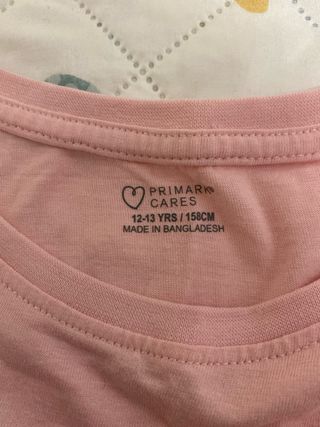 PRIMARK®
CARES
12-13 YRS / 158CM
MADE IN BANGLADESH